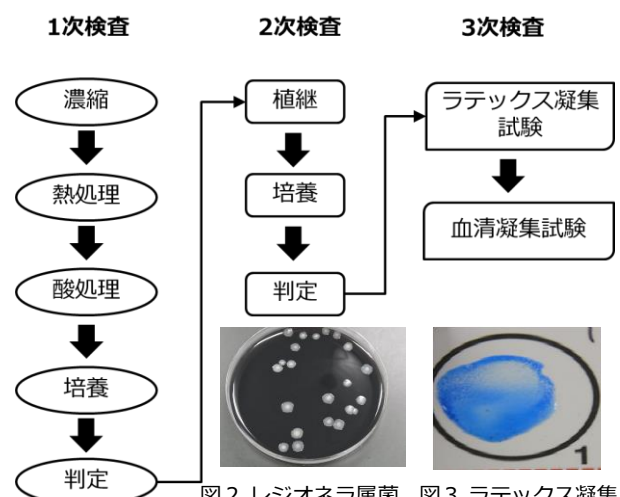 1次検査
濃縮
熱処理
酸処理
培養
判定
2次検査
植継
培養
判定
3次検査
ラテックス凝集
試験
血清凝集試験
1
図2 レジオネラ属菌
図3 ラテックス凝集